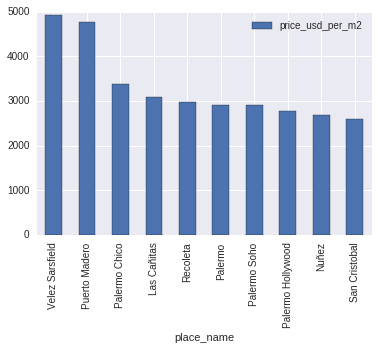 5000
4000
3000
2000
1000
0
price_usd_per_m2
Velez Sarsfield
Puerto Madero
Palermo Chico
Las Cañitas
Recoleta
Palermo
Palermo Soho
Palermo Hollywood
Nuñez
San Cristobal
place_name